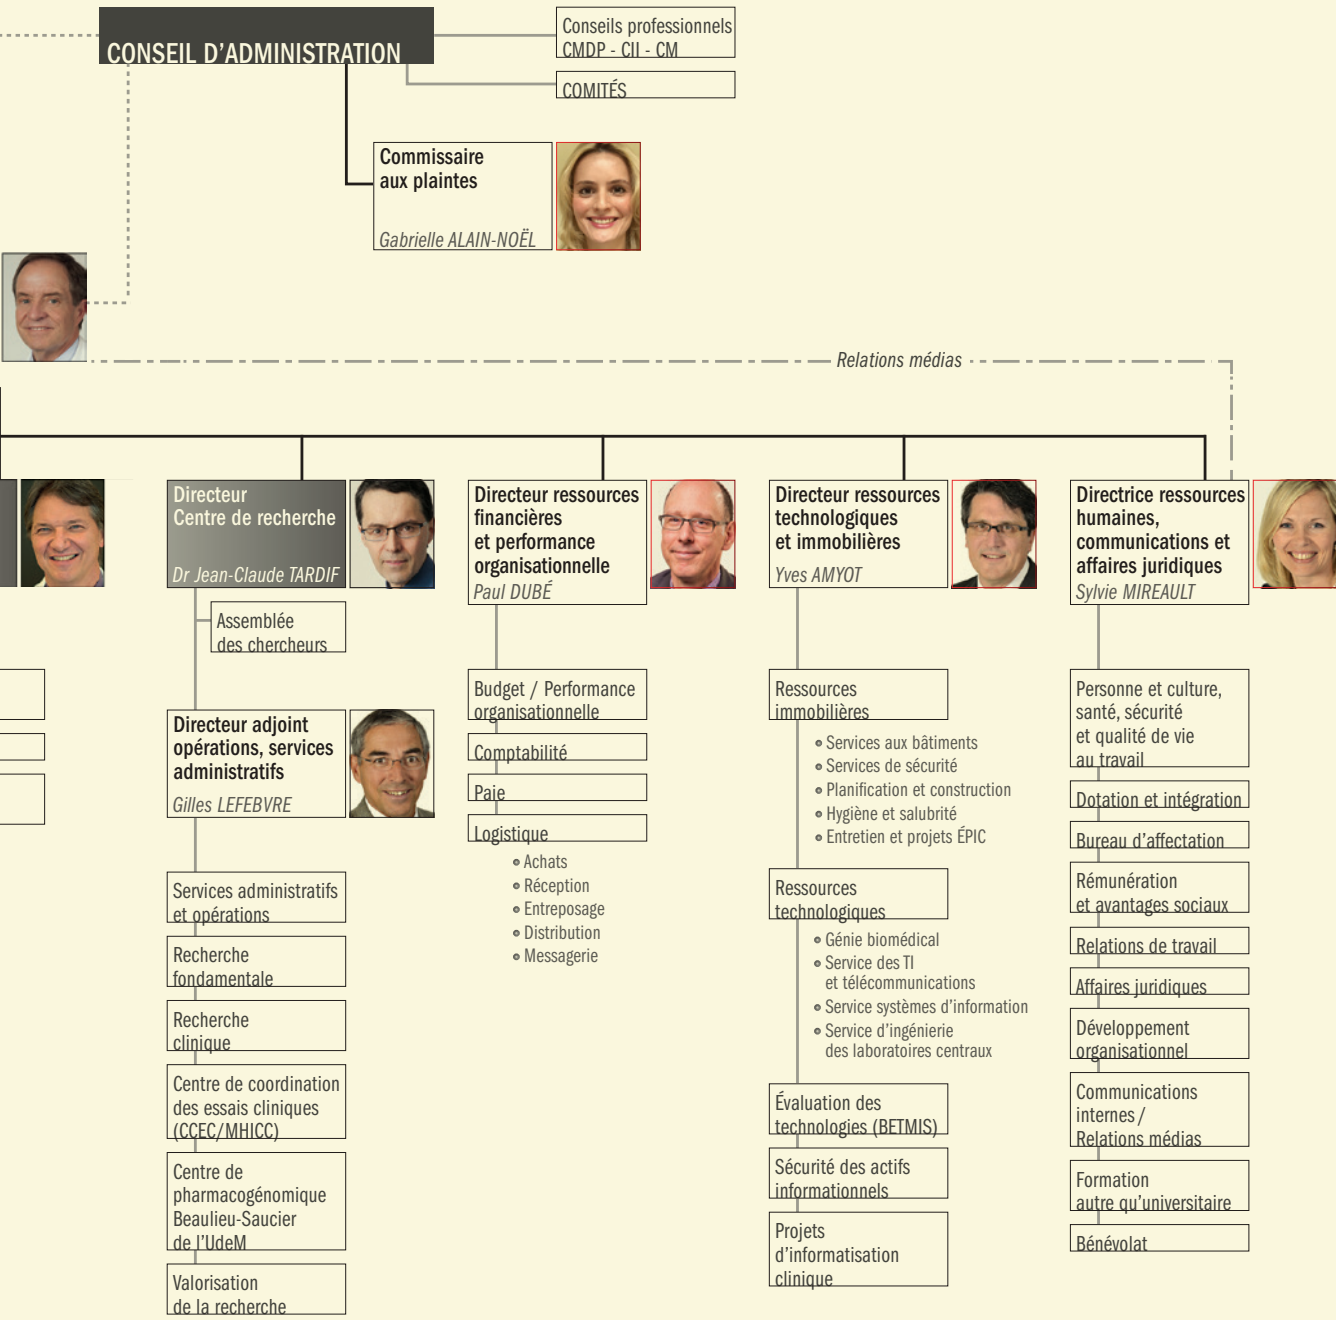 CONSEIL D'ADMINISTRATION
Conseils professionnels
CMDP - CII - CM
COMITÉS
Commissaire
aux plaintes
Gabrielle ALAIN-NOËL
Relations médias
Directeur
Centre de recherche
Dr Jean-Claude TARDIF
Assemblée
des chercheurs
Directeur adjoint
opérations, services
administratifs
Gilles LEFEBVRE
Services administratifs
et opérations
Recherche
fondamentale
Recherche
clinique
Centre de coordination
des essais cliniques
(CCEC/MHICC)
Centre de
pharmacogénomique
Beaulieu-Saucier
de l'UdeM
Valorisation
de la recherche
Directeur ressources
financières
et performance
organisationnelle
Paul DUBÉ
Budget / Performance
organisationnelle
Comptabilité
Paie
Logistique
• Achats
• Réception
• Entreposage
• Distribution
• Messagerie
Directeur ressources
technologiques
et immobilières
Yves AMYOT
Ressources
immobilières
• Services aux bâtiments
• Services de sécurité
• Planification et construction
• Hygiène et salubrité
• Entretien et projets ÉPIC
Ressources
technologiques
• Génie biomédical
• Service des TI
et télécommunications
• Service systèmes d'information
• Service d'ingénierie
des laboratoires centraux
Évaluation des
technologies (BETMIS)
Sécurité des actifs
informationnels
Projets
d'informatisation
clinique
Directrice ressources
humaines,
communications et
affaires juridiques
Sylvie MIREAULT
Personne et culture,
santé, sécurité
et qualité de vie
au travail
Dotation et intégration
Bureau d'affectation
Rémunération
et avantages sociaux
Relations de travail
Affaires juridiques
Développement
organisationnel
Communications
internes /
Relations médias
Formation
autre qu'universitaire
Bénévolat